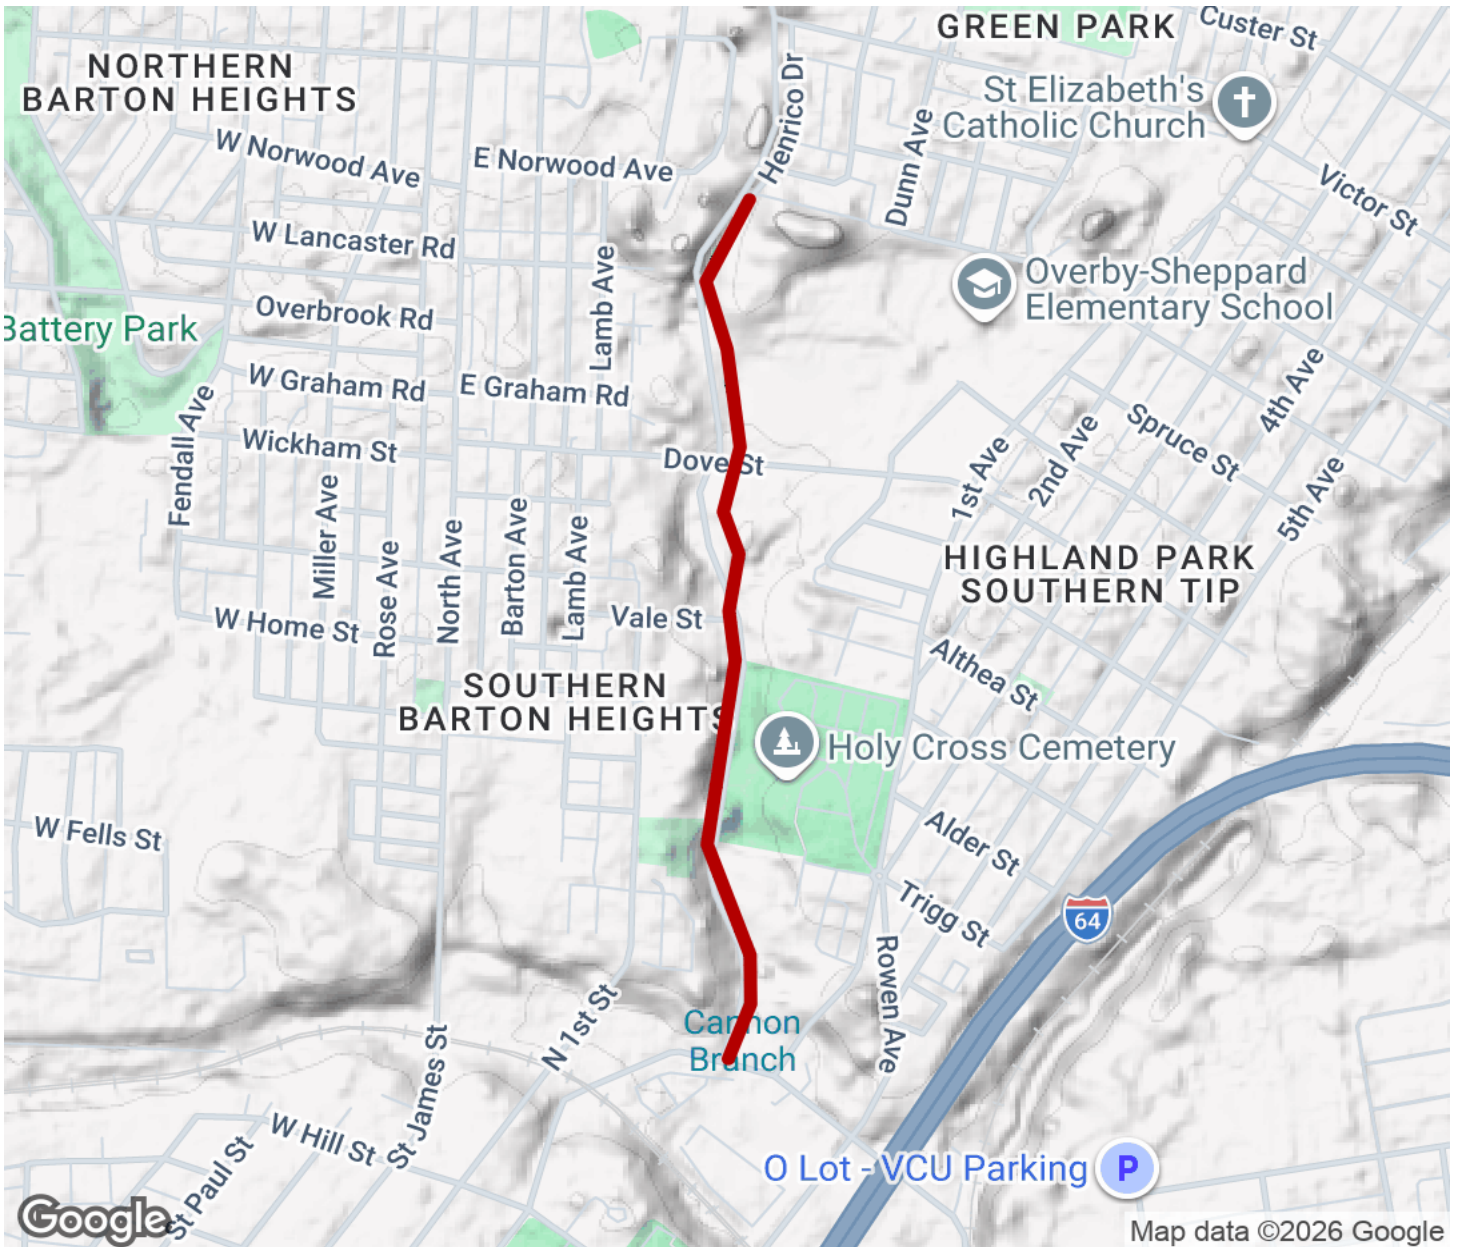 GREEN PARK
Custer St
NORTHERN
BARTON HEIGHTS
Henrico Dr
St Elizabeth's
Catholic Church
W Norwood Ave
E Norwood Ave
Dunn Ave
Victor St
W Lancaster Rd
Lamb Ave
Overby-Sheppard
Elementary School
Overbrook Rd
Battery Park
W Graham Rd
E Graham Rd
4th Ave
Fendall Ave
Wickham St
Dove St
1st Ave
2nd Ave
Spruce St
5th Ave
Miller Ave
Rose Ave
North Ave
Barton Ave
Lamb Ave
HIGHLAND PARK
SOUTHERN TIP
W Home St
Vale St
Althea St
SOUTHERN
BARTON HEIGHTS
Holy Cross Cemetery
W Fells St
Alder St
64
Trigg St
Rowen Ave
N 1st St
Cannon
Branch
St James St
W Hill St
St Paul St
O Lot - VCU Parking
P
Google
Map data ©2026 Google